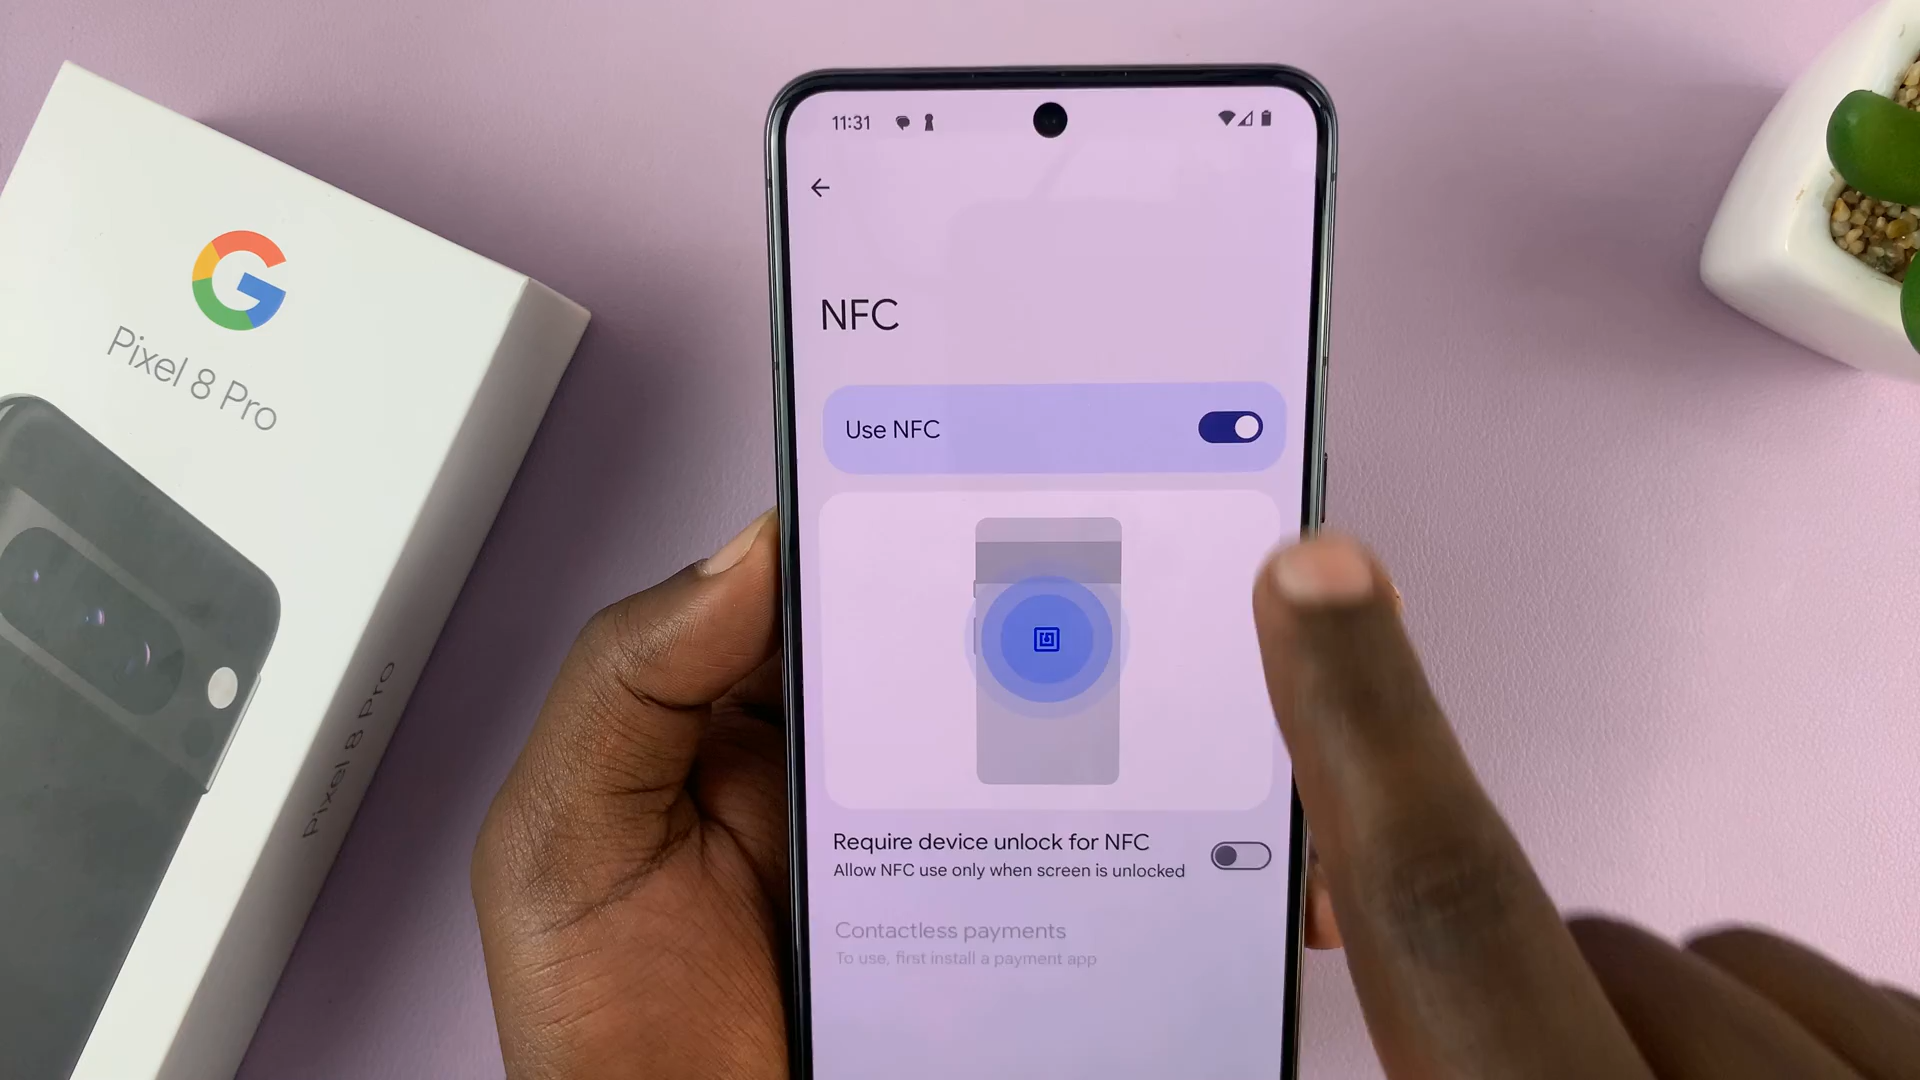 Pixel 8 Pro
Pixel 8 Pro
11:31
NFC
Use NFC
Require device unlock for NFC
Allow NFC use only when screen is unlocked
Contactless payments
To use, first install a payment app